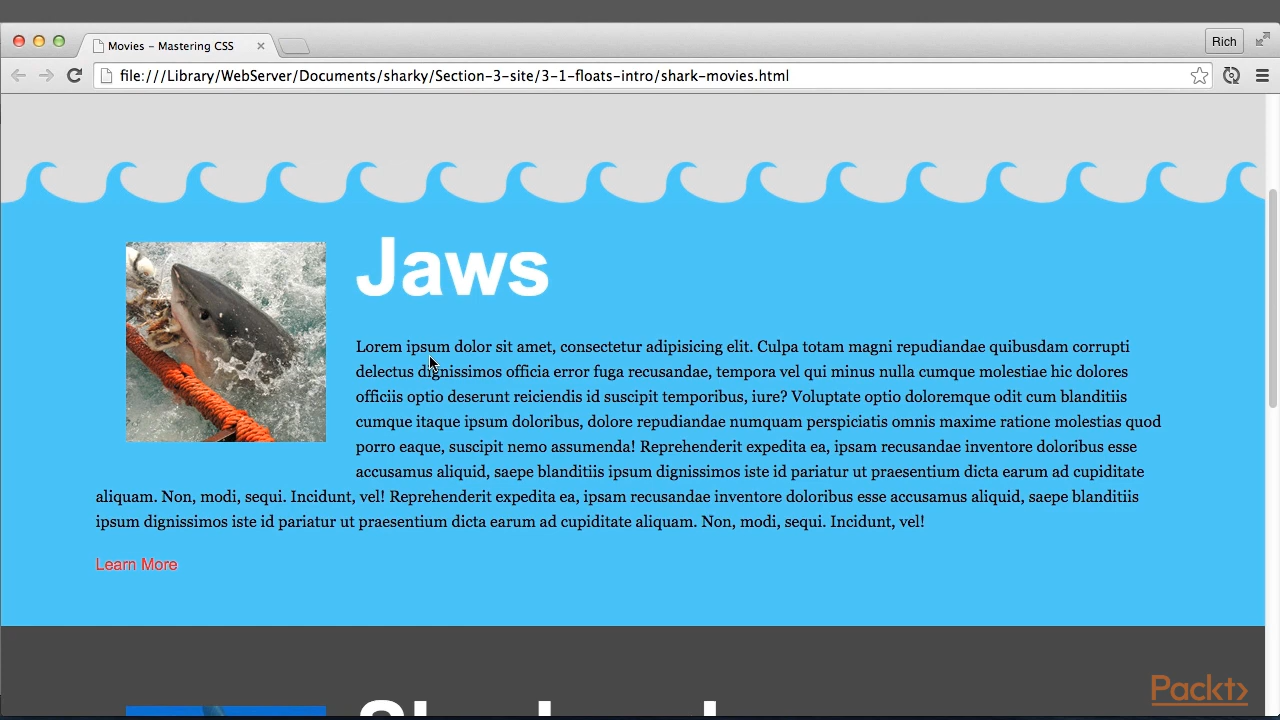 Movies – Mastering CSS
Rich
file:///Library/WebServer/Documents/sharky/Section-3-site/3-1-floats-intro/shark-movies.html
Jaws
Lorem ipsum dolor sit amet, consectetur adipisicing elit. Culpa totam magni repudiandae quibusdam corrupti
delectus dignissimos officia error fuga recusandae, tempora vel qui minus nulla cumque molestiae hic dolores
officiis optio deserunt reiciendis id suscipit temporibus, iure? Voluptate optio doloremque odit cum blanditiis
cumque itaque ipsum doloribus, dolore repudiandae numquam perspiciatis omnis maxime ratione molestias quod
porro eaque, suscipit nemo assumenda! Reprehenderit expedita ea, ipsam recusandae inventore doloribus esse
accusamus aliquid, saepe blanditiis ipsum dignissimos iste id pariatur ut praesentium dicta earum ad cupiditate
aliquam. Non, modi, sequi. Incidunt, vel! Reprehenderit expedita ea, ipsam recusandae inventore doloribus esse accusamus aliquid, saepe blanditiis
ipsum dignissimos iste id pariatur ut praesentium dicta earum ad cupiditate aliquam. Non, modi, sequi. Incidunt, vel!
Learn More
Packt